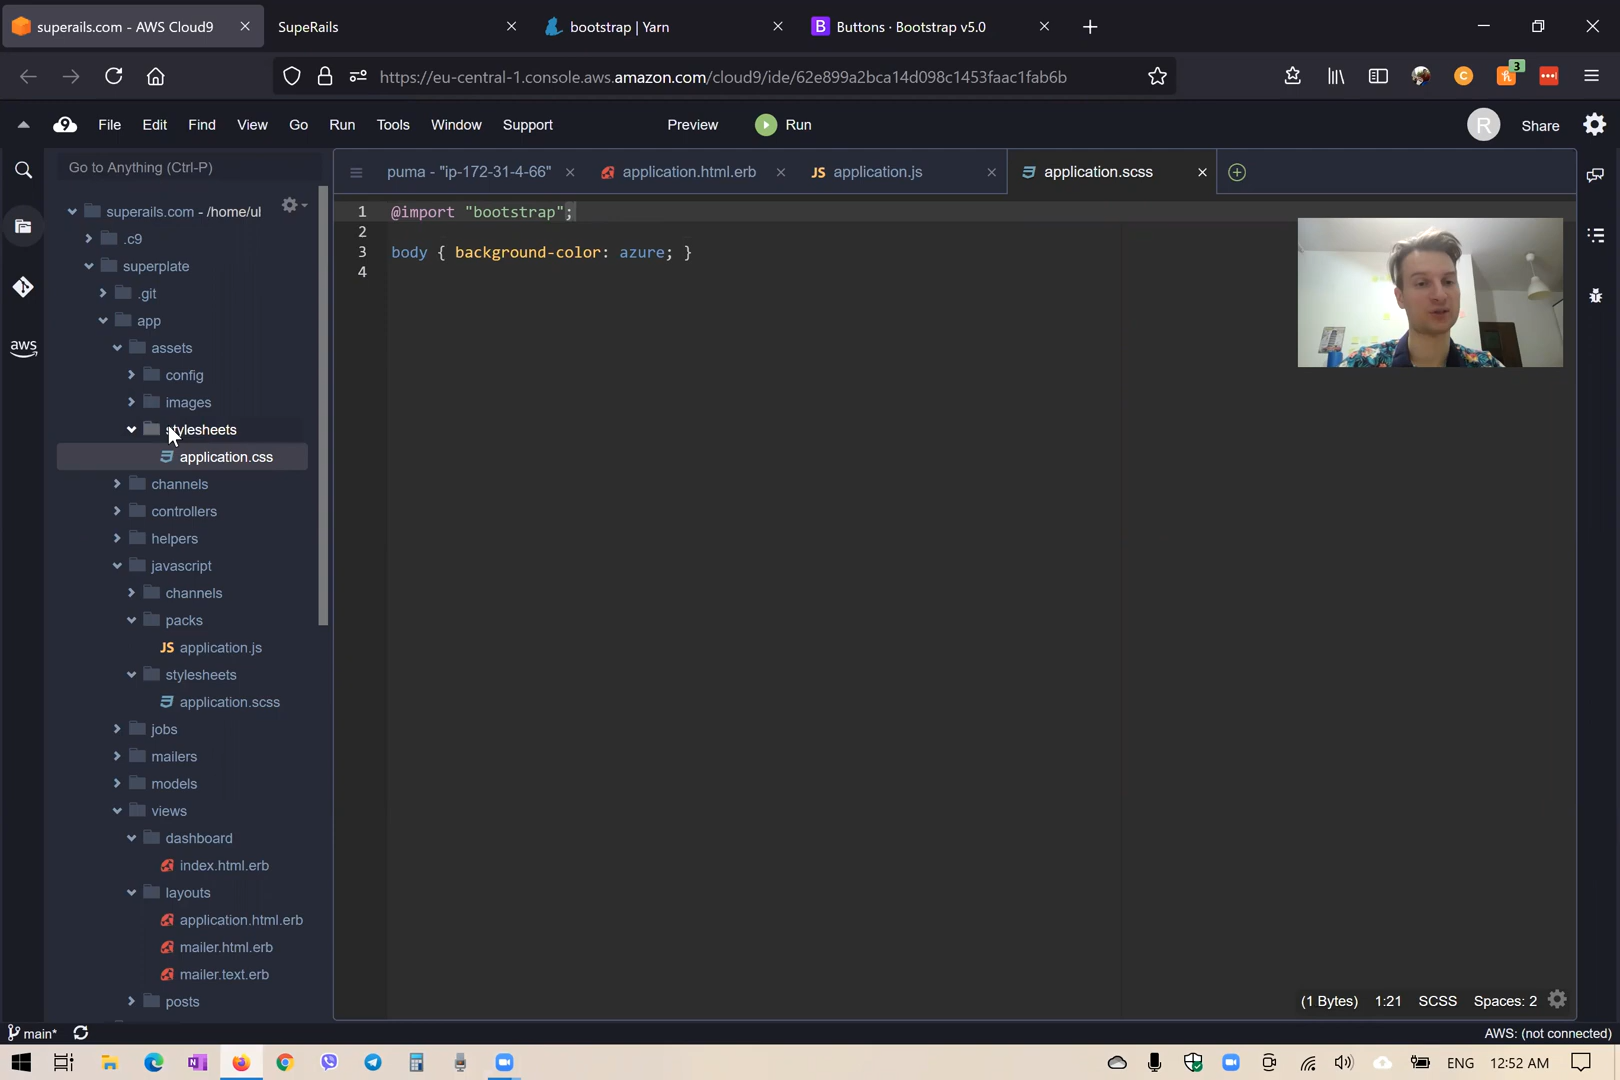 superails.com - AWS Cloud9
SupeRails
bootstrap | Yarn
B Buttons · Bootstrap v5.0
https://eu-central-1.console.aws.amazon.com/cloud9/ide/62e899a2bca14d098c1453faac1fab6b
C
3
9 File Edit Find View Go Run Tools Window Support Preview Run R Share
Go to Anything (Ctrl-P)
puma - "ip-172-31-4-66"
application.html.erb
JS application.js
application.scss
superails.com - /home/ul
.c9
superplate
.git
app
assets
config
images
stylesheets
application.css
channels
controllers
helpers
javascript
channels
packs
JS application.js
stylesheets
application.scss
jobs
mailers
models
views
dashboard
index.html.erb
layouts
application.html.erb
mailer.html.erb
mailer.text.erb
posts
aws
1 @import "bootstrap";
2
3 body { background-color: azure; }
4
(1 Bytes) 1:21 SCSS Spaces: 2
main*
AWS: (not connected)
ENG 12:52 AM